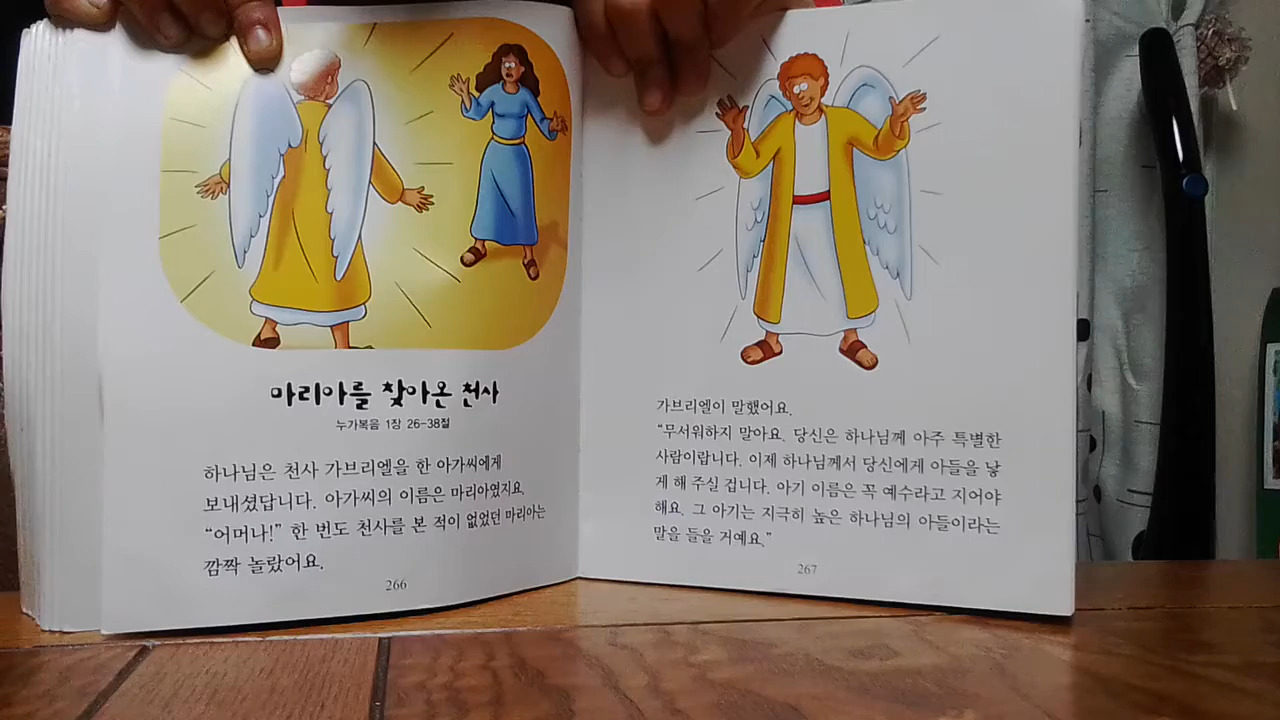 마리아를 찾아온 천사
누가복음 1장 26-38절
하나님은 천사 가브리엘을 한 아가씨에게
보내셨답니다. 아가씨의 이름은 마리아였지요.
“어머나!” 한 번도 천사를 본 적이 없었던 마리아는
깜짝 놀랐어요.
266
가브리엘이 말했어요.
“무서워하지 말아요. 당신은 하나님께 아주 특별한
사람이랍니다. 이제 하나님께서 당신에게 아들을 낳
게 해 주실 겁니다. 아기 이름은 꼭 예수라고 지어야
해요. 그 아기는 지극히 높은 하나님의 아들이라는
말을 들을 거예요.”
267